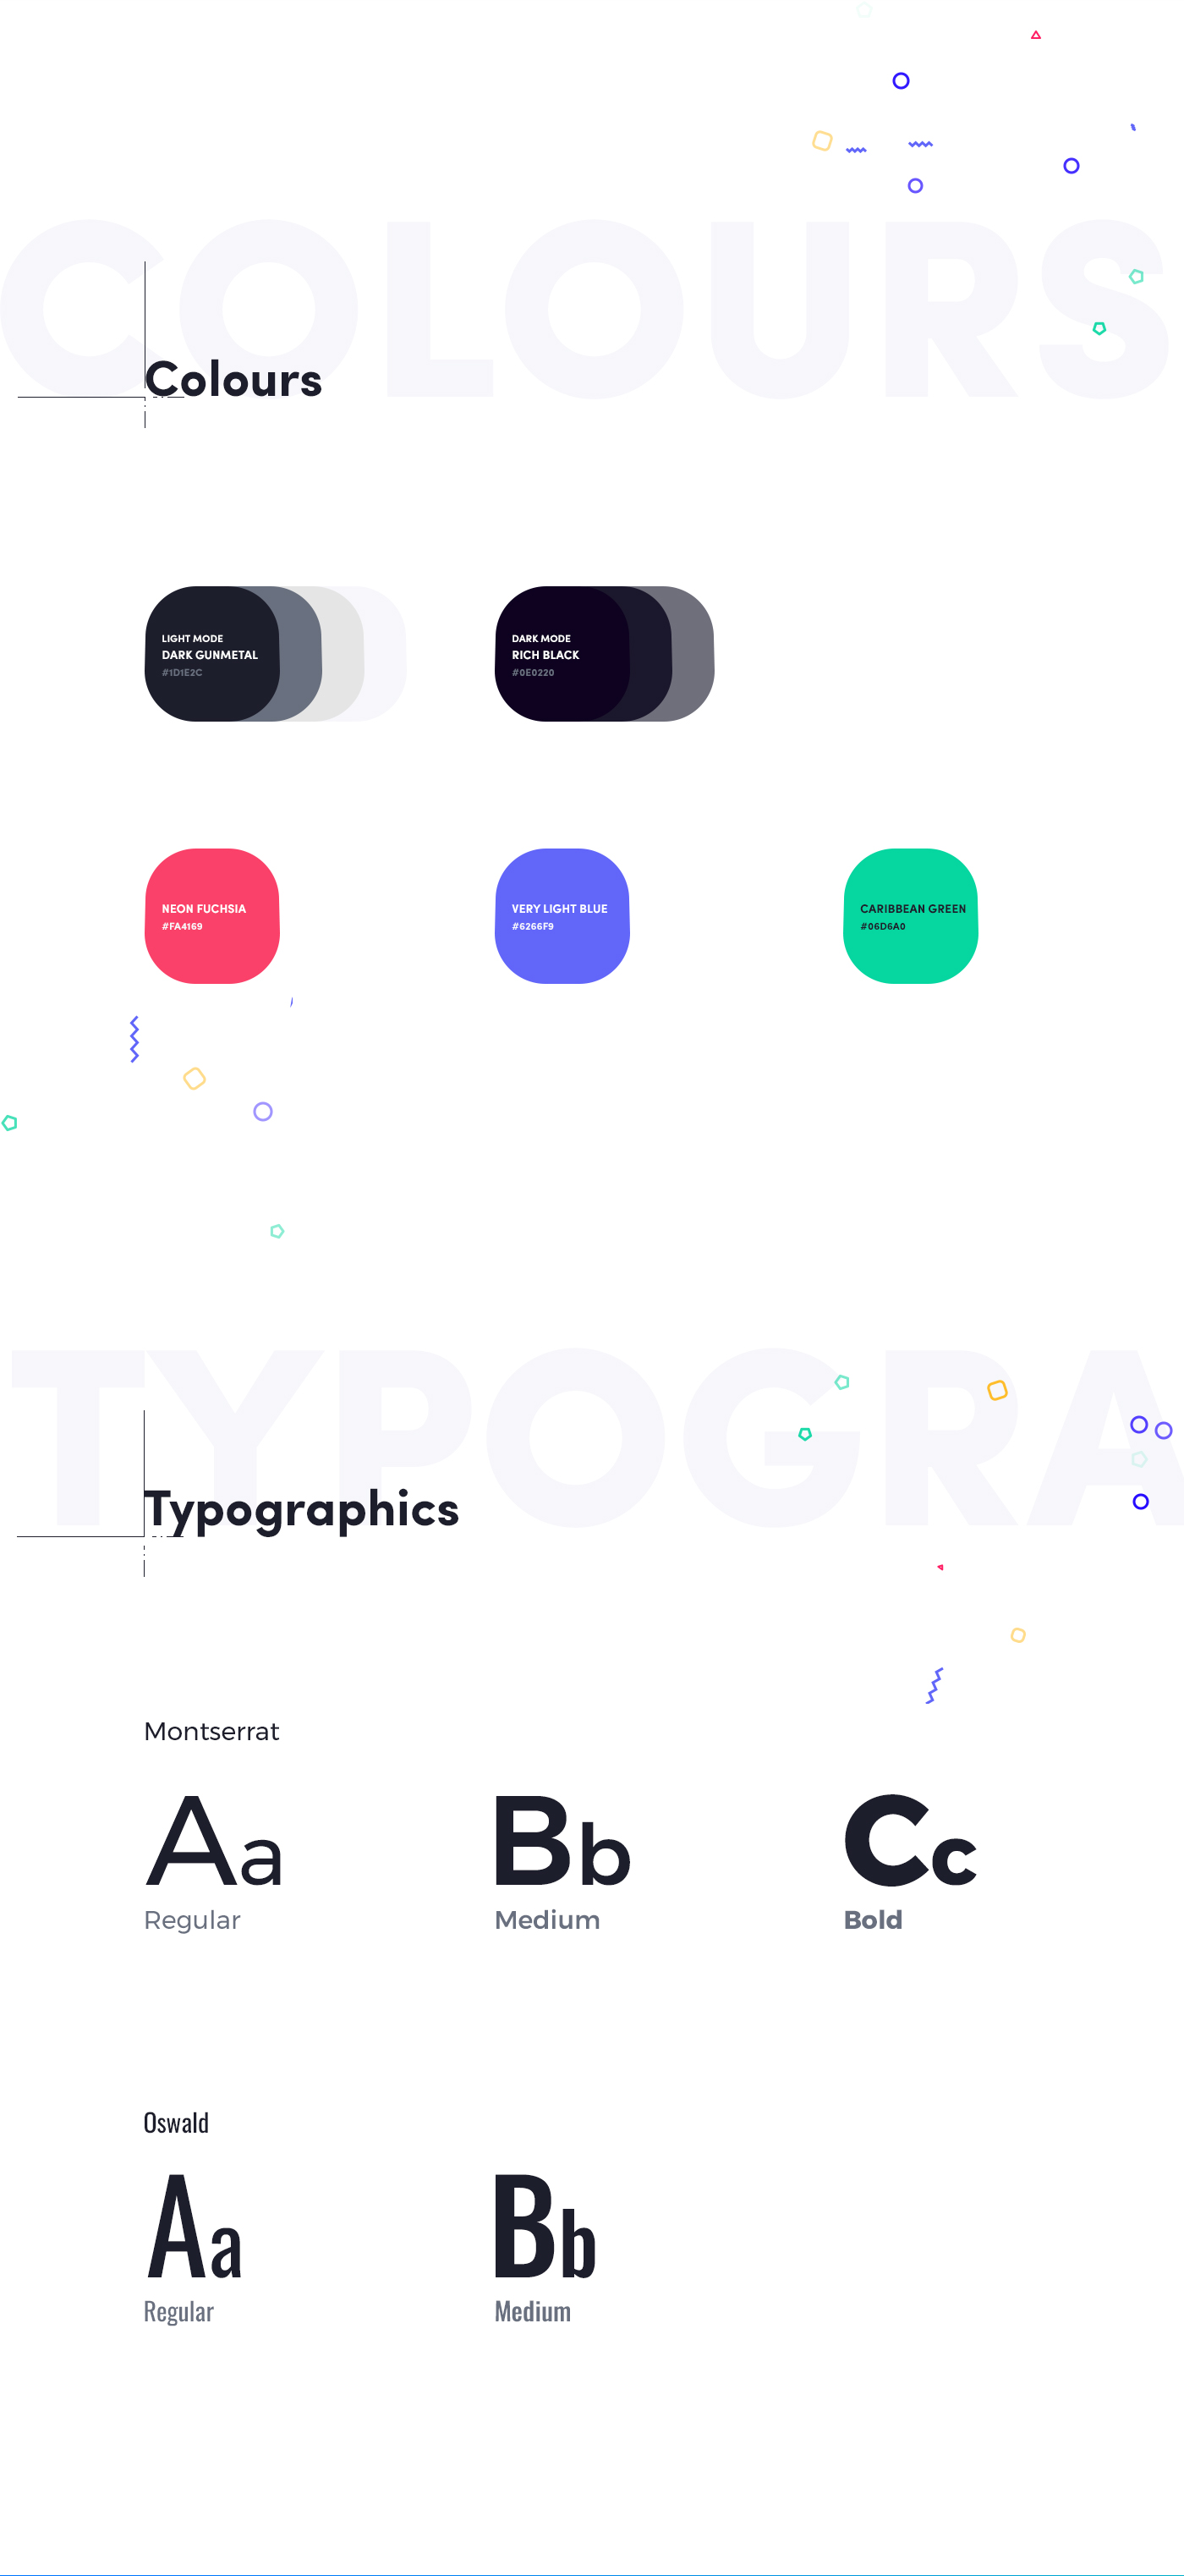 COLOURS
Colours
LIGHT MODE
DARK GUNMETAL
#1D1E2C
DARK MODE
RICH BLACK
#0E0220
NEON FUCHSIA
#FA4169
VERY LIGHT BLUE
#6266F9
CARIBBEAN GREEN
#06D6A0
TYPOGRA
Typographics
Montserrat
Aa
Bb
Cc
Regular
Medium
Bold
Oswald
Aa
Bb
Regular
Medium